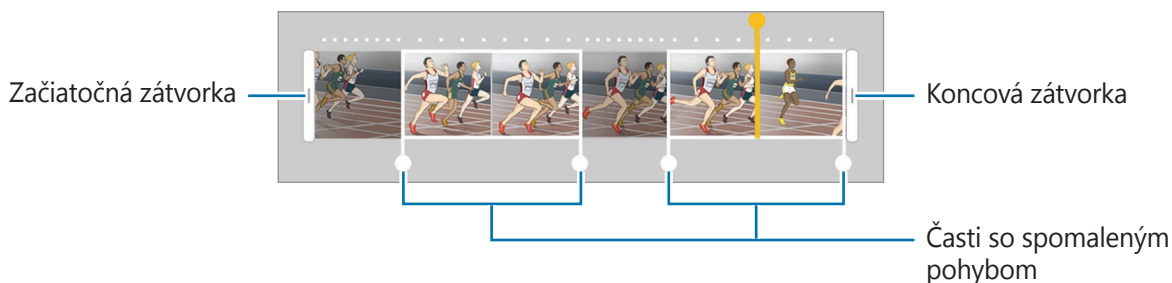 Začiatočná zátvorka
Koncová zátvorka
Časti so spomaleným
pohybom